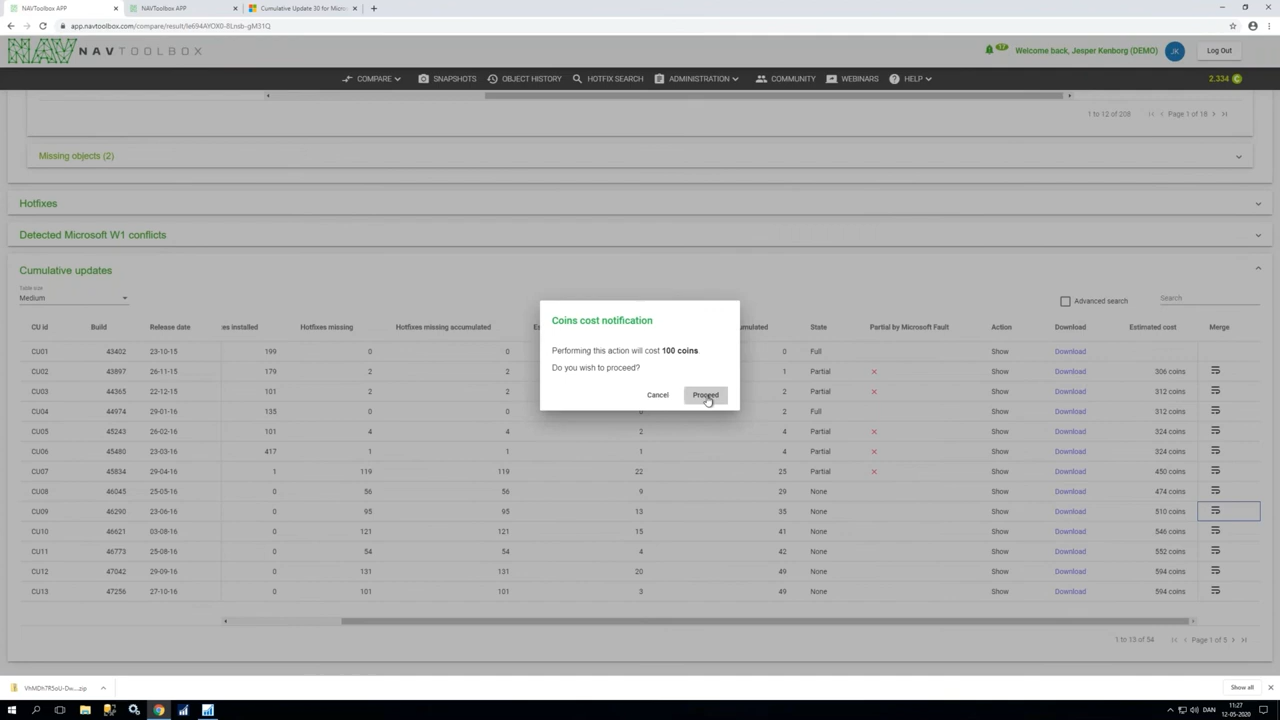 NAVToolbox APP
NAVToolbox APP
Cumulative Update 30 for Micros
app.navtoolbox.com/compare/result/Ie694AYOX0-8Lnsb-gM31Q
NAV NAVTOOLBOX
17 Welcome back, Jesper Kenborg (DEMO) JK Log Out
COMPARE SNAPSHOTS OBJECT HISTORY HOTFIX SEARCH ADMINISTRATION COMMUNITY WEBINARS HELP 2.334 C
1 to 12 of 208 Page 1 of 18
Missing objects (2)
Hotfixes
Detected Microsoft W1 conflicts
Cumulative updates
Table size
Medium
Advanced search Search
CU id Build Release date es installed Hotfixes missing Hotfixes missing accumulated Es umulated State Partial by Microsoft Fault Action Download Estimated cost Merge
CU01 43402 23-10-15 199 0 0 0 Full Show Download
CU02 43897 26-11-15 179 2 2 1 Partial Show Download 306 coins
CU03 44365 22-12-15 101 2 2 2 Partial Show Download 312 coins
CU04 44974 29-01-16 135 0 0 0 2 Full Show Download 312 coins
CU05 45243 26-02-16 101 4 4 2 4 Partial Show Download 324 coins
CU06 45480 23-03-16 417 1 1 1 4 Partial Show Download 324 coins
CU07 45834 29-04-16 1 119 119 22 25 Partial Show Download 450 coins
CU08 46045 25-05-16 0 56 56 9 29 None Show Download 474 coins
CU09 46290 23-06-16 0 95 95 13 35 None Show Download 510 coins
CU10 46621 03-08-16 0 121 121 15 41 None Show Download 546 coins
CU11 46773 25-08-16 0 54 54 4 42 None Show Download 552 coins
CU12 47042 29-09-16 0 131 131 20 49 None Show Download 594 coins
CU13 47256 27-10-16 0 101 101 3 49 None Show Download 594 coins
Coins cost notification
Performing this action will cost 100 coins
Do you wish to proceed?
Cancel Proceed
1 to 13 of 54 Page 1 of 5
VhMDh7R5oU-De....zip Show all
DAN 11:27
12-05-2020